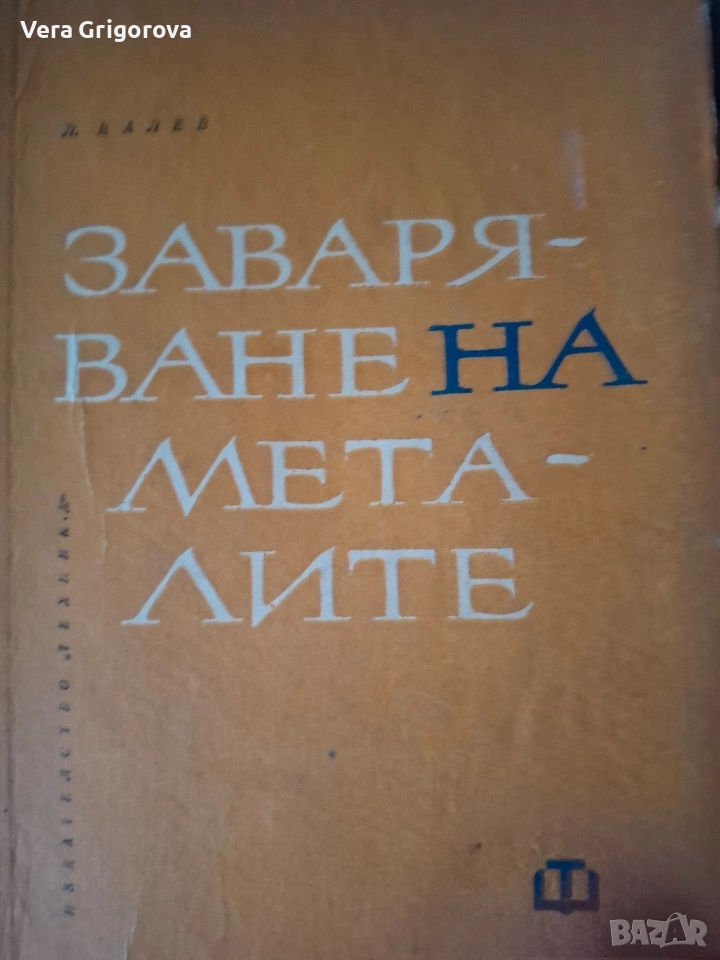 Vera Grigorova
Л. КАЛЕВ
ЗАВАРЯ-
ВАНЕ НА
МЕТА-
ЛИТЕ
ИЗДАТЕЛСТВО „ТЕХНИКА“
Т
BAZAR